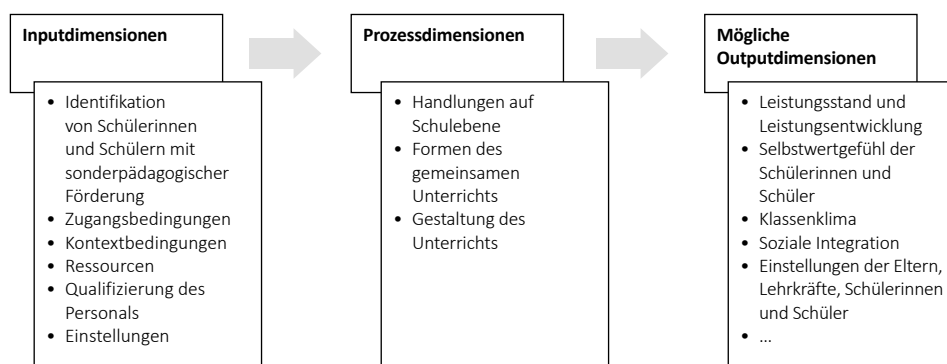 Inputdimensionen
• Identifikation
von Schülerinnen
und Schülern mit
sonderpädagogischer
Förderung
• Zugangsbedingungen
• Kontextbedingungen
• Ressourcen
• Qualifizierung des
Personals
• Einstellungen
Prozessdimensionen
• Handlungen auf
Schulebene
• Formen des
gemeinsamen
Unterrichts
• Gestaltung des
Unterrichts
Mögliche
Outputdimensionen
• Leistungsstand und
Leistungsentwicklung
• Selbstwertgefühl der
Schülerinnen und
Schüler
• Klassenklima
• Soziale Integration
• Einstellungen der Eltern,
Lehrkräfte, Schülerinnen
und Schüler
• ...